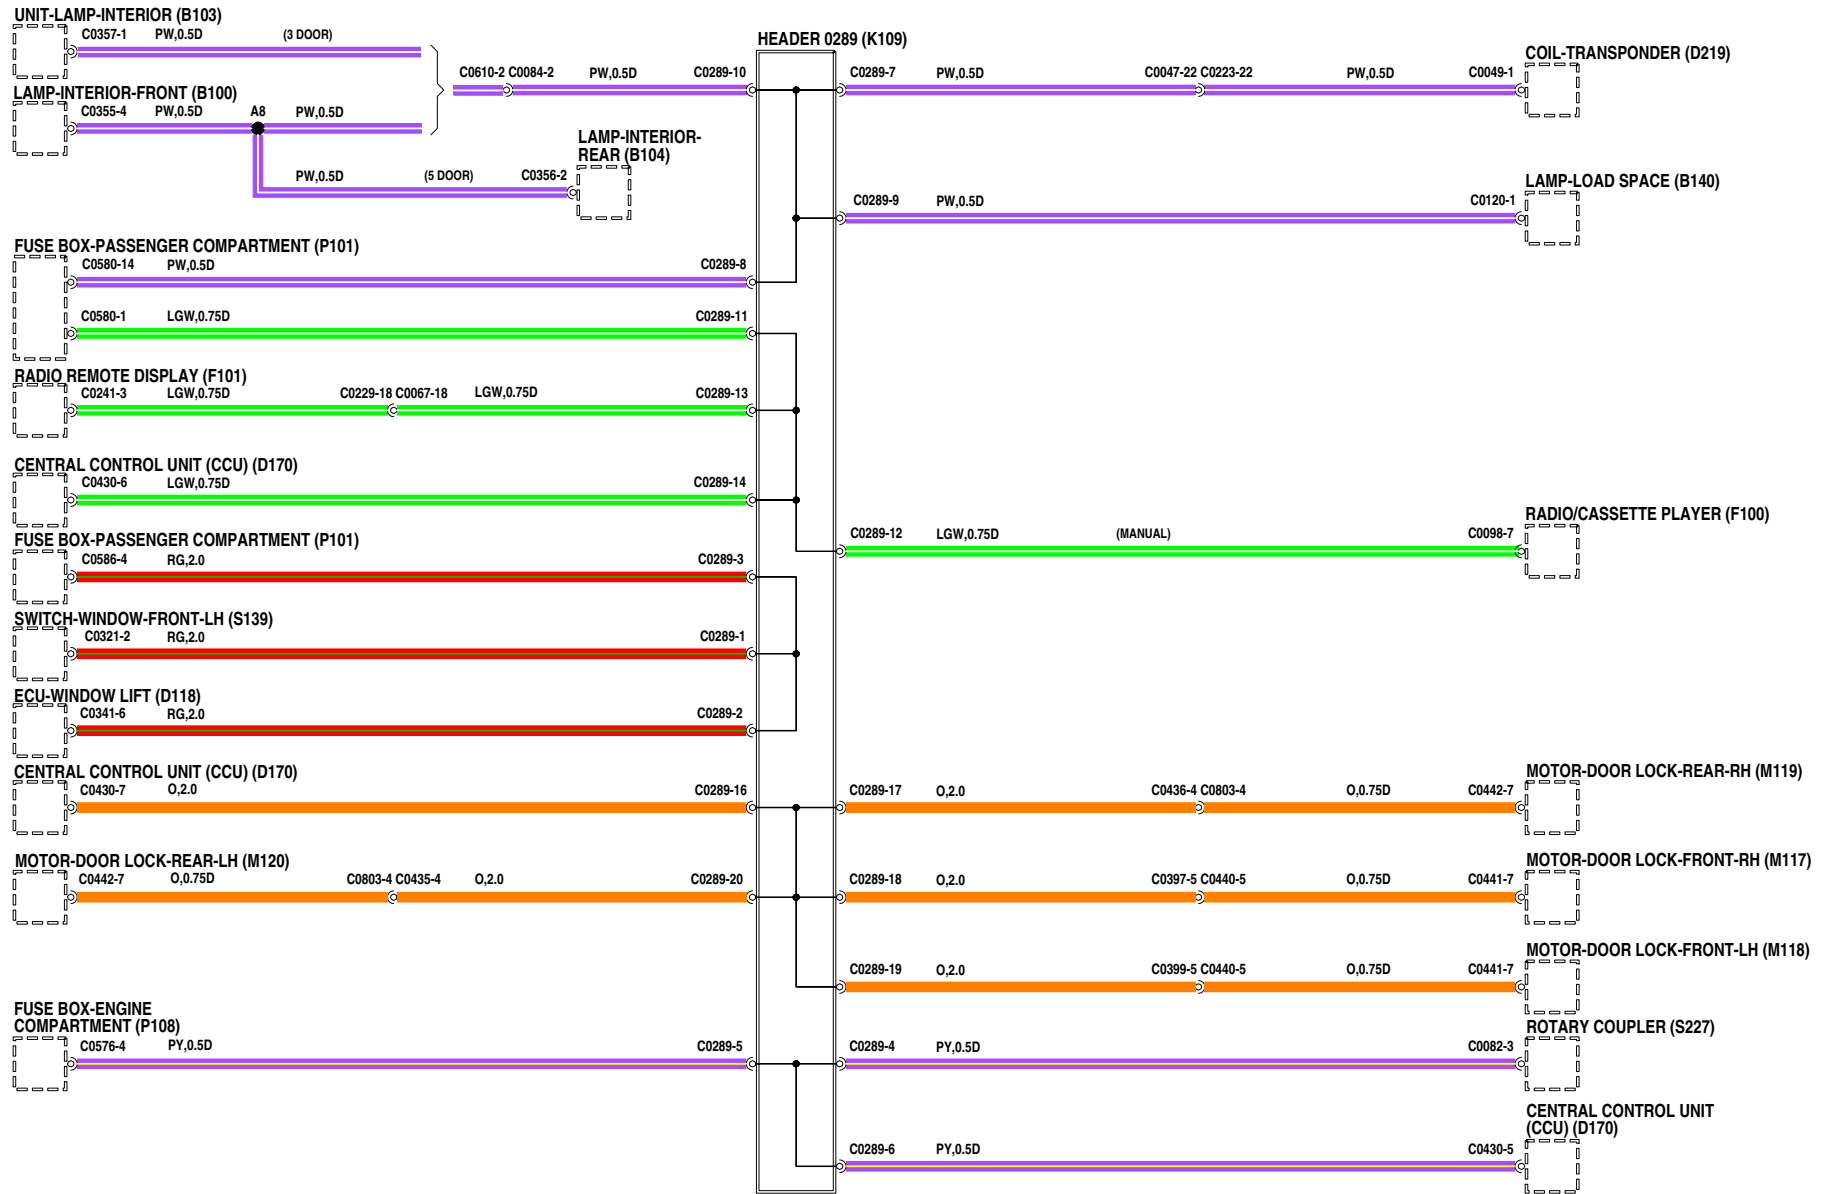 UNIT-LAMP-INTERIOR (B103)
C0357-1 PW,0.5D (3 DOOR)
LAMP-INTERIOR-FRONT (B100)
C0355-4 PW,0.5D A8 PW,0.5D
C0610-2 C0084-2 PW,0.5D C0289-10
PW,0.5D (5 DOOR) C0356-2
LAMP-INTERIOR-
REAR (B104)
HEADER 0289 (K109)
C0289-7 PW,0.5D C0047-22 C0223-22 PW,0.5D C0049-1
COIL-TRANSPONDER (D219)
C0289-9 PW,0.5D C0120-1
LAMP-LOAD SPACE (B140)
FUSE BOX-PASSENGER COMPARTMENT (P101)
C0580-14 PW,0.5D C0289-8
C0580-1 LGW,0.75D C0289-11
RADIO REMOTE DISPLAY (F101)
C0241-3 LGW,0.75D C0229-18 C0067-18 LGW,0.75D C0289-13
CENTRAL CONTROL UNIT (CCU) (D170)
C0430-6 LGW,0.75D C0289-14
RADIO/CASSETTE PLAYER (F100)
C0289-12 LGW,0.75D (MANUAL) C0098-7
FUSE BOX-PASSENGER COMPARTMENT (P101)
C0586-4 RG,2.0 C0289-3
SWITCH-WINDOW-FRONT-LH (S139)
C0321-2 RG,2.0 C0289-1
ECU-WINDOW LIFT (D118)
C0341-6 RG,2.0 C0289-2
CENTRAL CONTROL UNIT (CCU) (D170)
C0430-7 O,2.0 C0289-16
MOTOR-DOOR LOCK-REAR-RH (M119)
C0289-17 O,2.0 C0436-4 C0803-4 O,0.75D C0442-7
MOTOR-DOOR LOCK-REAR-LH (M120)
C0442-7 O,0.75D C0803-4 C0435-4 O,2.0 C0289-20
MOTOR-DOOR LOCK-FRONT-RH (M117)
C0289-18 O,2.0 C0397-5 C0440-5 O,0.75D C0441-7
MOTOR-DOOR LOCK-FRONT-LH (M118)
C0289-19 O,2.0 C0399-5 C0440-5 O,0.75D C0441-7
FUSE BOX-ENGINE
COMPARTMENT (P108)
C0576-4 PY,0.5D C0289-5
ROTARY COUPLER (S227)
C0289-4 PY,0.5D C0082-3
CENTRAL CONTROL UNIT
(CCU) (D170)
C0289-6 PY,0.5D C0430-5